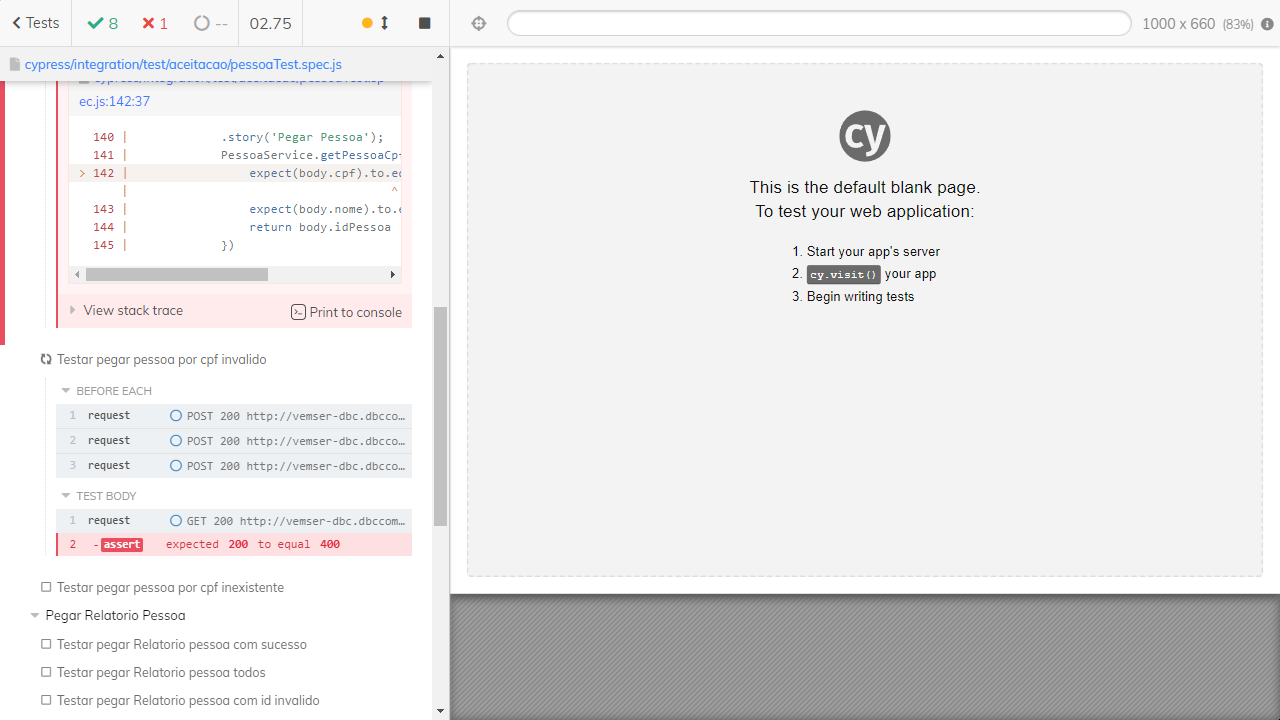 Tests
8
1
--
02.75
1000 x 660 (83%)
cypress/integration/test/aceitacao/pessoaTest.spec.js
ec.js:142:37
140 | .story('Pegar Pessoa');
141 | PessoaService.getPessoaCp
> 142 | expect(body.cpf).to.e
| ^
143 | expect(body.nome).to.
144 | return body.idPessoa
145 | })
View stack trace
Print to console
Testar pegar pessoa por cpf invalido
BEFORE EACH
1 request POST 200 http://vemser-dbc.dbcco…
2 request POST 200 http://vemser-dbc.dbcco…
3 request POST 200 http://vemser-dbc.dbcco…
TEST BODY
1 request GET 200 http://vemser-dbc.dbccom…
2 -assert expected 200 to equal 400
Testar pegar pessoa por cpf inexistente
Pegar Relatorio Pessoa
Testar pegar Relatorio pessoa com sucesso
Testar pegar Relatorio pessoa todos
Testar pegar Relatorio pessoa com id invalido
cy
This is the default blank page.
To test your web application:
1. Start your app's server
2. cy.visit() your app
3. Begin writing tests